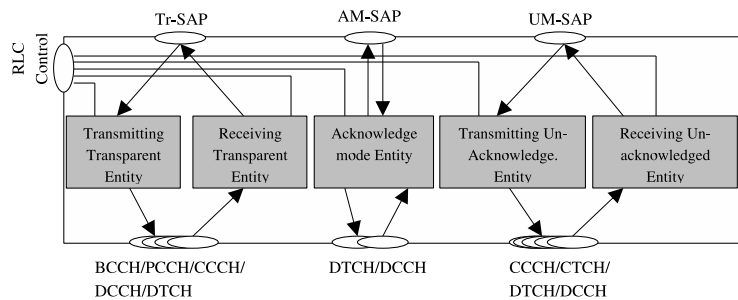 Tr-SAP
AM-SAP
UM-SAP
RLC
Control
Transmitting
Transparent
Entity
Receiving
Transparent
Entity
Acknowledge
mode Entity
Transmitting Un-
Acknowledge.
Entity
Receiving Un-
acknowledged
Entity
BCCH/PCCH/CCCH/
DCCH/DTCH
DTCH/DCCH
CCCH/CTCH/
DTCH/DCCH